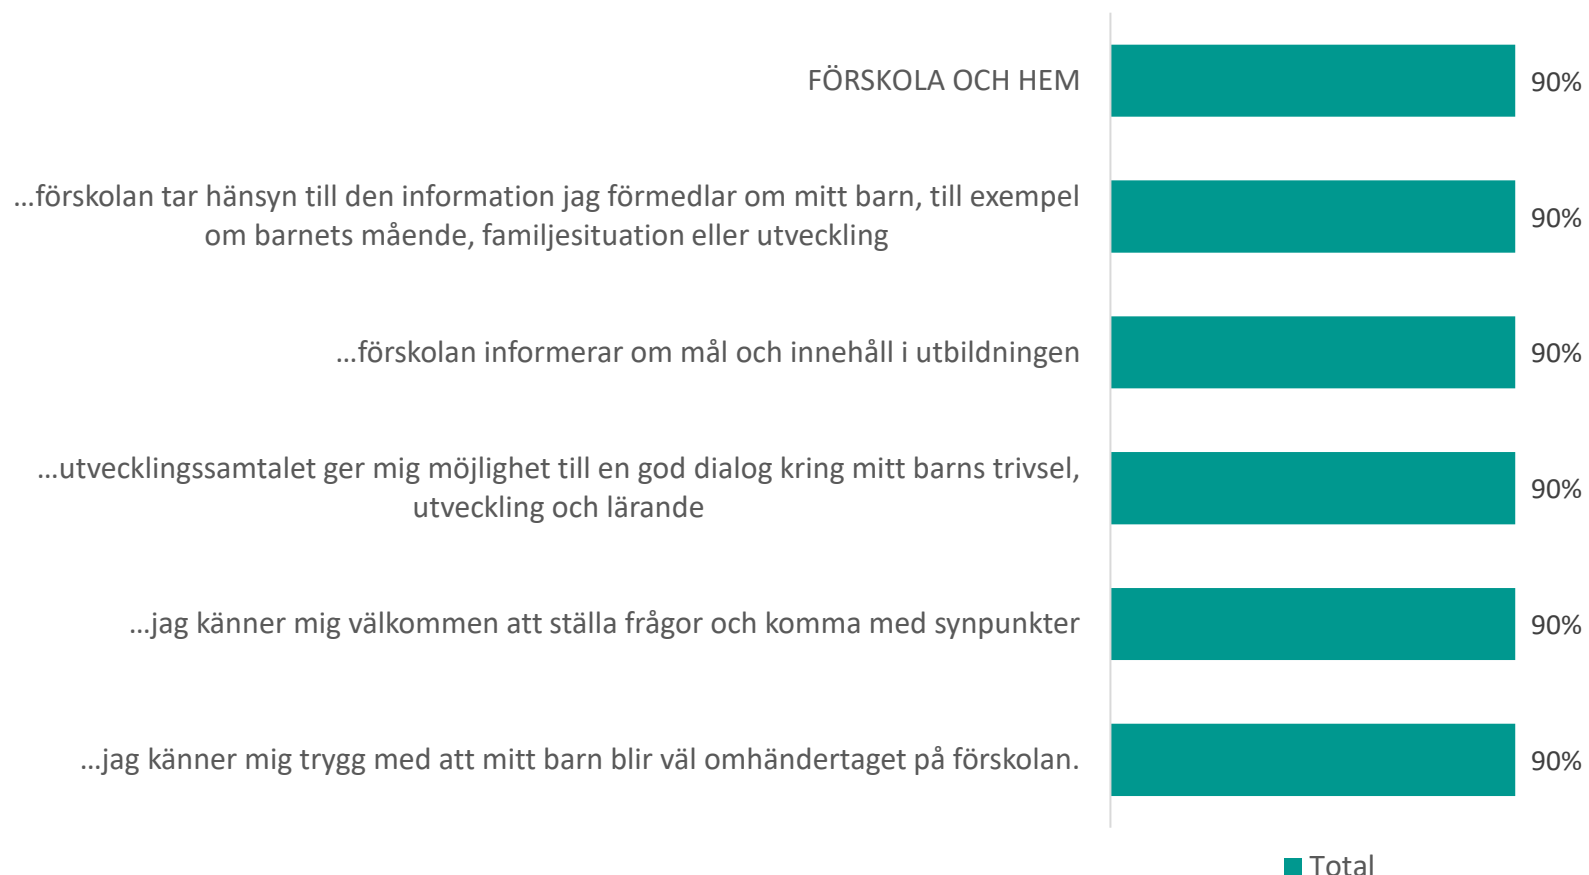 FÖRSKOLA OCH HEM
90%
...förskolan tar hänsyn till den information jag förmedlar om mitt barn, till exempel
om barnets mående, familjesituation eller utveckling
90%
...förskolan informerar om mål och innehåll i utbildningen
90%
...utvecklingssamtalet ger mig möjlighet till en god dialog kring mitt barns trivsel,
utveckling och lärande
90%
...jag känner mig välkommen att ställa frågor och komma med synpunkter
90%
...jag känner mig trygg med att mitt barn blir väl omhändertaget på förskolan.
90%
Total